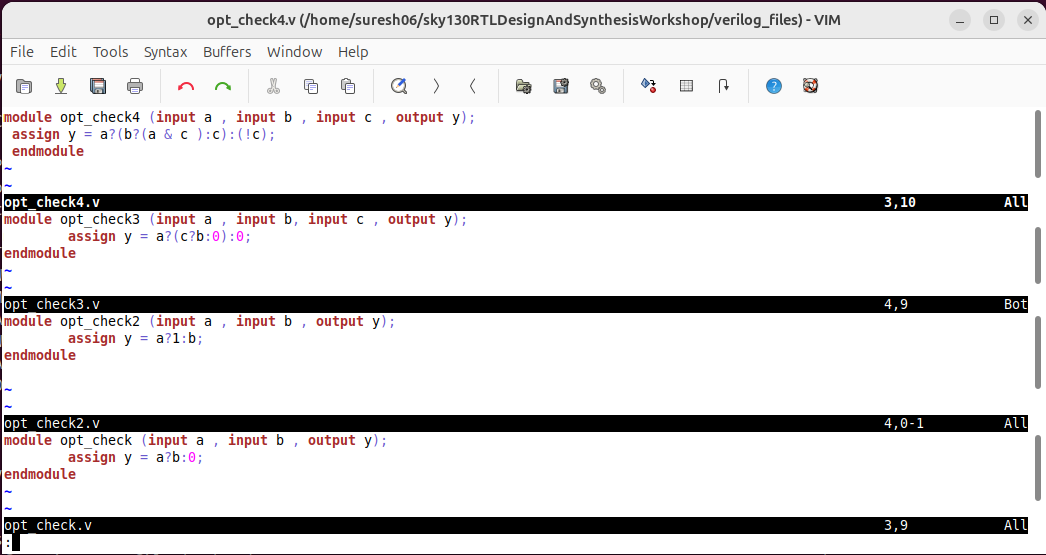 opt_check4.v (/home/suresh06/sky130RTLDesignAndSynthesisWorkshop/verilog_files) - VIM
File Edit Tools Syntax Buffers Window Help
module opt_check4 (input a , input b , input c , output y);
 assign y = a?(b?(a & c ):c):(!c);
 endmodule
~
~
opt_check4.v 3,10 All
module opt_check3 (input a , input b, input c , output y);
        assign y = a?(c?b:0):0;
endmodule
~
~
opt_check3.v 4,9 Bot
module opt_check2 (input a , input b , output y);
        assign y = a?1:b;
endmodule
~
~
opt_check2.v 4,0-1 All
module opt_check (input a , input b , output y);
        assign y = a?b:0;
endmodule
~
~
opt_check.v 3,9 All
: